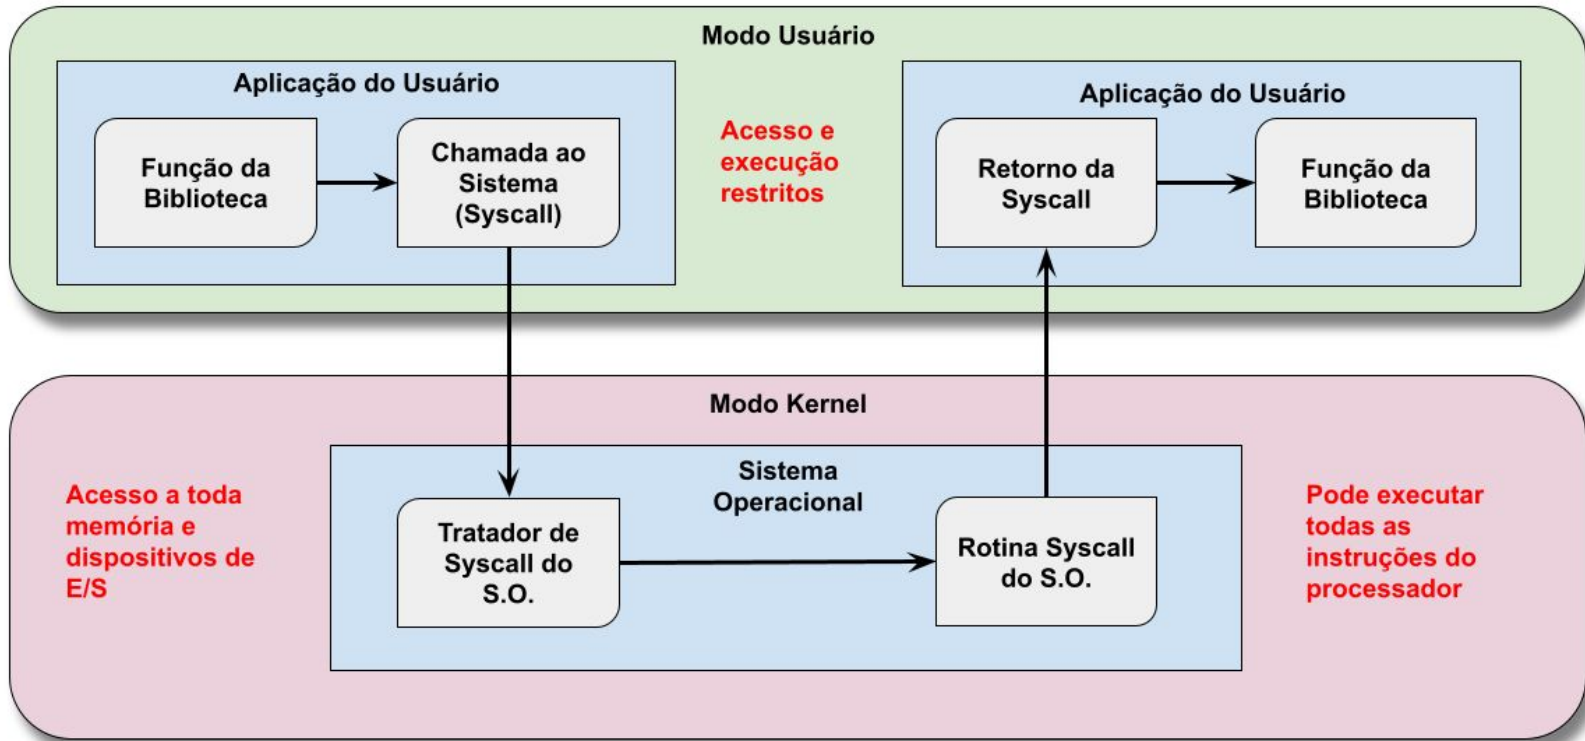 Modo Usuário
Aplicação do Usuário
Função da
Biblioteca
Chamada ao
Sistema
(Syscall)
Acesso e
execução
restritos
Aplicação do Usuário
Retorno da
Syscall
Função da
Biblioteca
Modo Kernel
Acesso a toda
memória e
dispositivos de
E/S
Sistema
Operacional
Tratador de
Syscall do
S.O.
Rotina Syscall
do S.O.
Pode executar
todas as
instruções do
processador